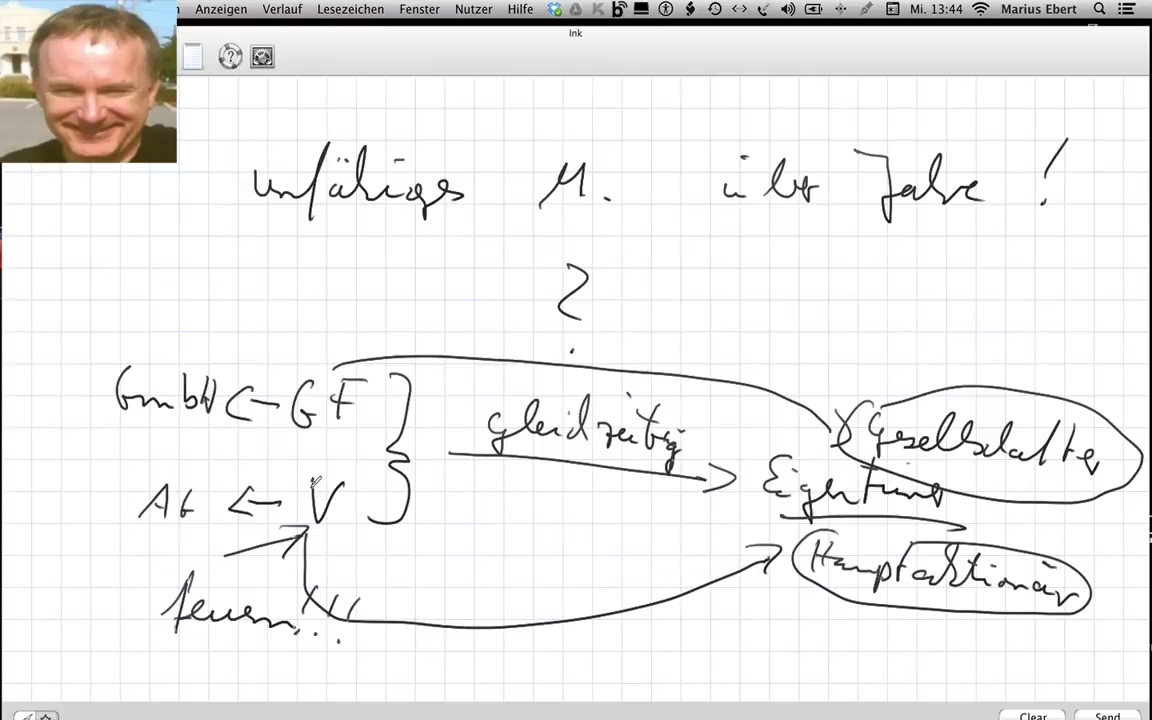 Anzeigen Verlauf Lesezeichen Fenster Nutzer Hilfe Mi. 13:44 Marius Ebert
Ink
unfähiges M. über Jahre!
?
GmbH <- GF } gleichzeitig Gesellschafter
Eigentümer
AG <- V
Hauptaktionär
feuern...
Clear Send